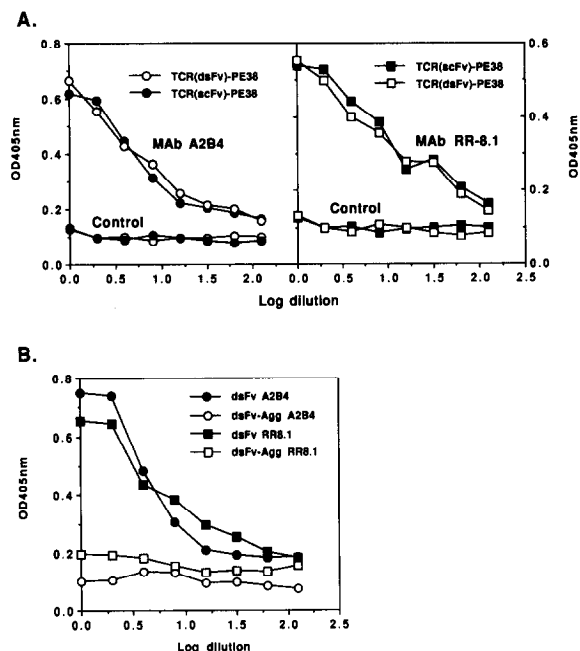 A.
0.8
0.6
0.4
0.2
0.0
OD405nm
TCR(dsFv)-PE38
TCR(scFv)-PE38
MAb A2B4
Control
0.0 0.5 1.0 1.5 2.0
TCR(scFv)-PE38
TCR(dsFv)-PE38
MAb RR-8.1
0.6
0.4
0.2
0.0
OD405nm
0.0 0.5 1.0 1.5 2.0 2.5
Log dilution
B.
0.8
0.6
0.4
0.2
0.0
OD405nm
dsFv A2B4
dsFv-Agg A2B4
dsFv RR8.1
dsFv-Agg RR8.1
0.0 0.5 1.0 1.5 2.0 2.5
Log dilution